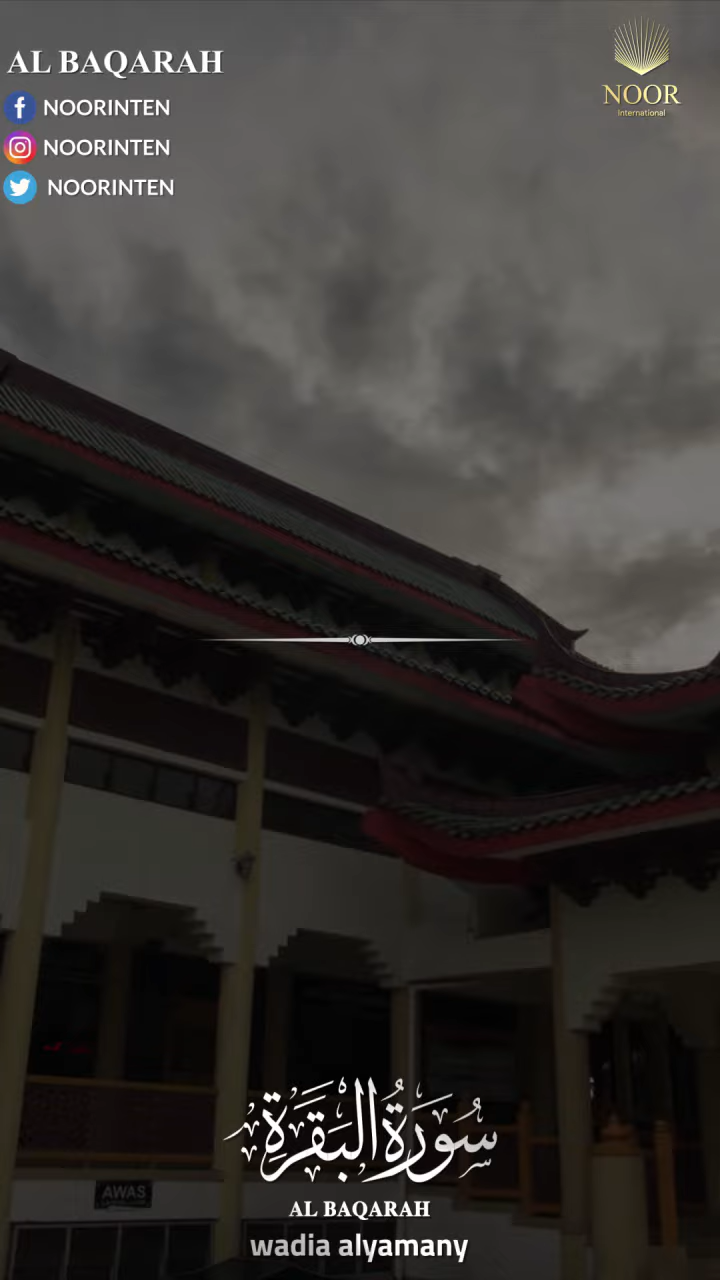 AL BAQARAH
NOORINTEN
NOORINTEN
NOORINTEN
NOOR
International
سُورَةُ البَقَرَةِ
AL BAQARAH
wadia alyamany
AWAS